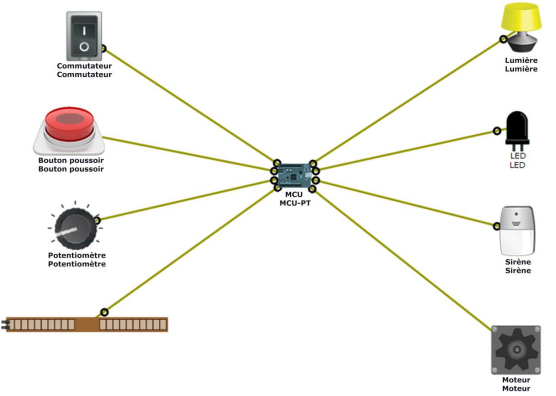 Commutateur
Commutateur
Lumière
Lumière
Bouton poussoir
Bouton poussoir
LED
LED
MCU
MCU-PT
Potentiomètre
Potentiomètre
Sirène
Sirène
Moteur
Moteur